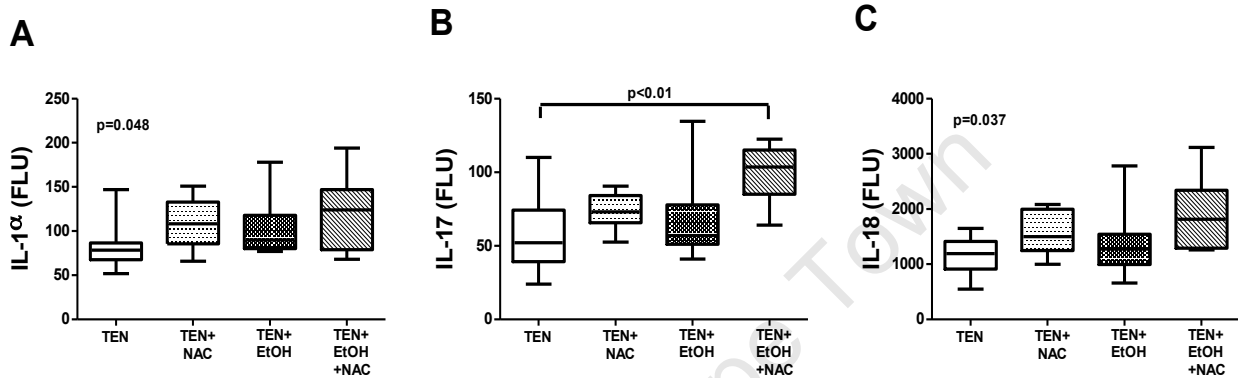 A
IL-1α (FLU)
250
200
150
100
50
0
p=0.048
TEN
TEN+
NAC
TEN+
EtOH
TEN+
EtOH
+NAC
B
IL-17 (FLU)
150
100
50
0
p<0.01
TEN
TEN+
NAC
TEN+
EtOH
TEN+
EtOH
+NAC
C
IL-18 (FLU)
4000
3000
2000
1000
0
p=0.037
TEN
TEN+
NAC
TEN+
EtOH
TEN+
EtOH
+NAC
Town